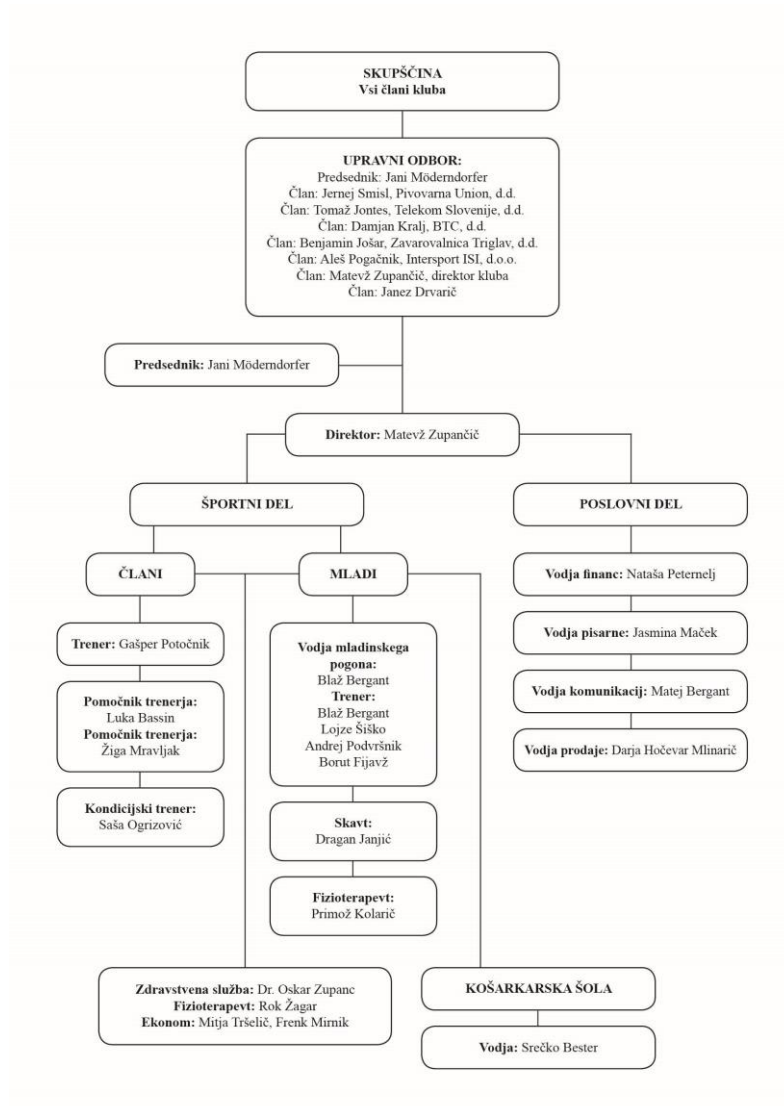 SKUPŠČINA
Vsi člani kluba
UPRAVNI ODBOR:
Predsednik: Jani Möderndorfer
Član: Jernej Smisl, Pivovarna Union, d.d.
Član: Tomaž Jontes, Telekom Slovenije, d.d.
Član: Damjan Kralj, BTC, d.d.
Član: Benjamin Jošar, Zavarovalnica Triglav, d.d.
Član: Aleš Pogačnik, Intersport ISI, d.o.o.
Član: Matevž Zupančič, direktor kluba
Član: Janez Drvarič
Predsednik: Jani Möderndorfer
Direktor: Matevž Zupančič
ŠPORTNI DEL
POSLOVNI DEL
ČLANI
MLADI
Trener: Gašper Potočnik
Pomočnik trenerja:
Luka Bassin
Pomočnik trenerja:
Žiga Mravljak
Kondicijski trener:
Saša Ogrizović
Vodja mladinskega
pogona:
Blaž Bergant
Trener:
Blaž Bergant
Lojze Šiško
Andrej Podvršnik
Borut Fijavž
Skavt:
Dragan Janjić
Fizioterapevt:
Primož Kolarič
Vodja financ: Nataša Peternelj
Vodja pisarne: Jasmina Maček
Vodja komunikacij: Matej Bergant
Vodja prodaje: Darja Hočevar Mlinarič
Zdravstvena služba: Dr. Oskar Zupanc
Fizioterapevt: Rok Žagar
Ekonom: Mitja Tršelič, Frenk Mirnik
KOŠARKARSKA ŠOLA
Vodja: Srečko Bester